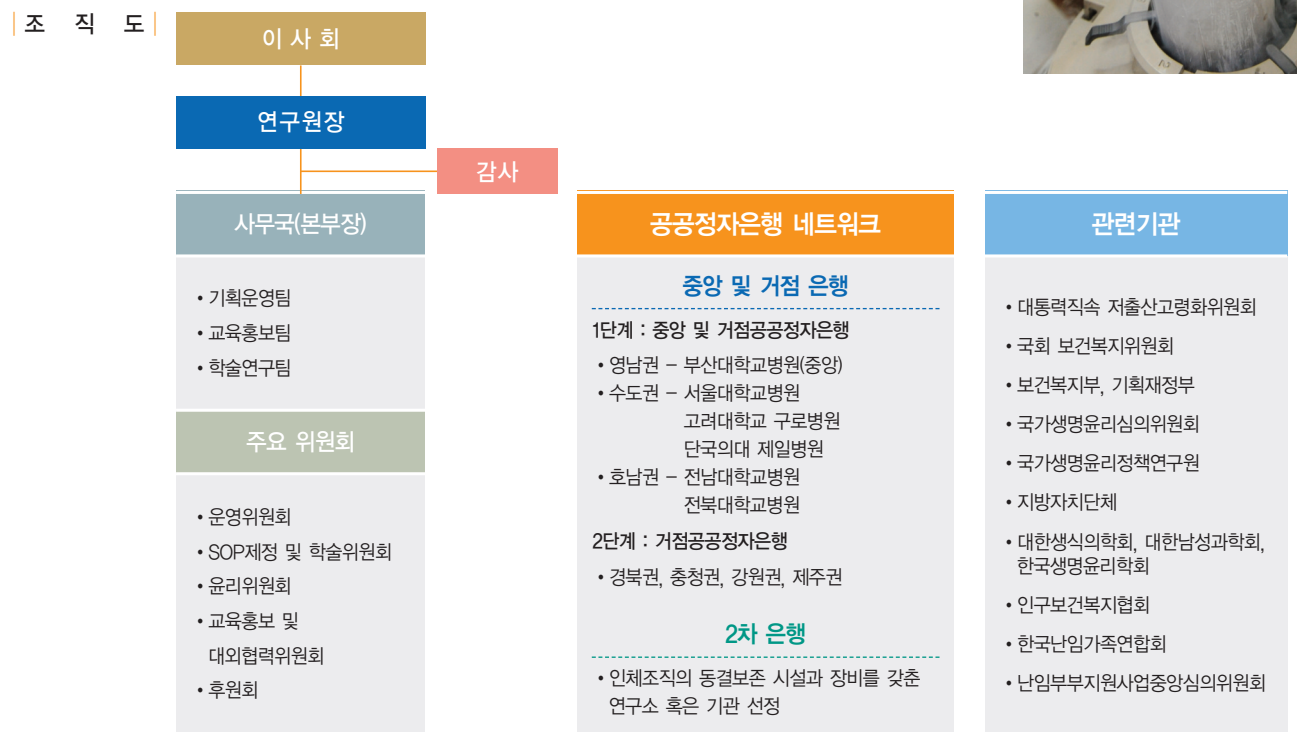 조 직 도
이 사 회
연구원장
감사
사무국(본부장)
• 기획운영팀
• 교육홍보팀
• 학술연구팀
주요 위원회
• 운영위원회
• SOP제정 및 학술위원회
• 윤리위원회
• 교육홍보 및
대외협력위원회
• 후원회
공공정자은행 네트워크
중앙 및 거점 은행
1단계 : 중앙 및 거점공공정자은행
• 영남권 – 부산대학교병원(중앙)
• 수도권 – 서울대학교병원
고려대학교 구로병원
단국의대 제일병원
• 호남권 – 전남대학교병원
전북대학교병원
2단계 : 거점공공정자은행
• 경북권, 충청권, 강원권, 제주권
2차 은행
• 인체조직의 동결보존 시설과 장비를 갖춘
연구소 혹은 기관 선정
관련기관
• 대통력직속 저출산고령화위원회
• 국회 보건복지위원회
• 보건복지부, 기획재정부
• 국가생명윤리심의위원회
• 국가생명윤리정책연구원
• 지방자치단체
• 대한생식의학회, 대한남성과학회,
한국생명윤리학회
• 인구보건복지협회
• 한국난임가족연합회
• 난임부부지원사업중앙심의위원회